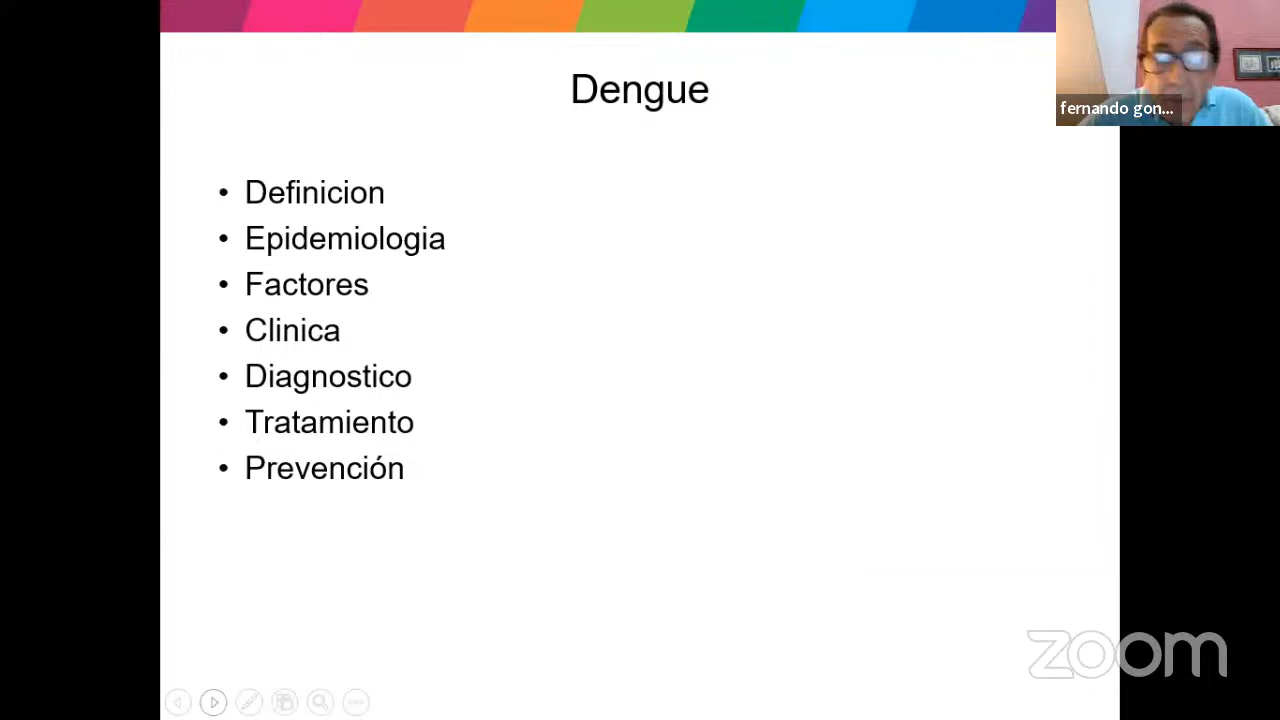 Dengue
fernando gon...
• Definicion
• Epidemiologia
• Factores
• Clinica
• Diagnostico
• Tratamiento
• Prevención
zoom